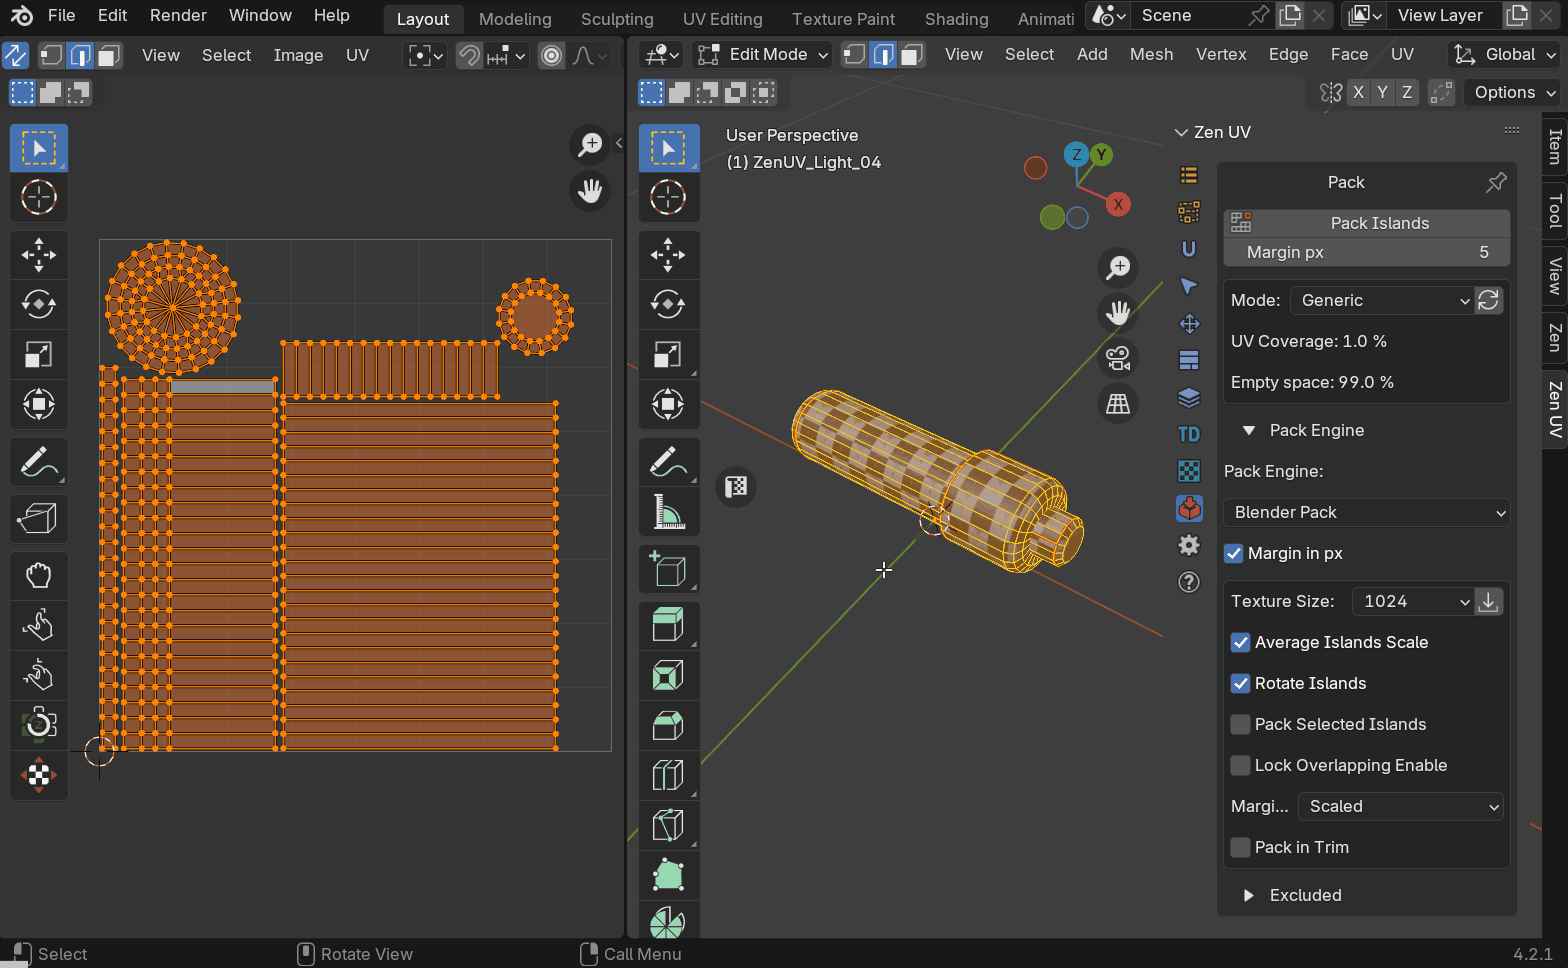 File Edit Render Window Help Layout Modeling Sculpting UV Editing Texture Paint Shading Animati Scene View Layer
View Select Image UV Edit Mode View Select Add Mesh Vertex Edge Face UV Global
X Y Z Options
User Perspective
(1) ZenUV_Light_04
Z Y X
Zen UV
Pack
Pack Islands
Margin px 5
Mode: Generic
UV Coverage: 1.0 %
Empty space: 99.0 %
Pack Engine
Pack Engine:
Blender Pack
Margin in px
Texture Size: 1024
Average Islands Scale
Rotate Islands
Pack Selected Islands
Lock Overlapping Enable
Margi... Scaled
Pack in Trim
Excluded
TD
Item
Tool
View
Zen
Zen UV
Select Rotate View Call Menu 4.2.1